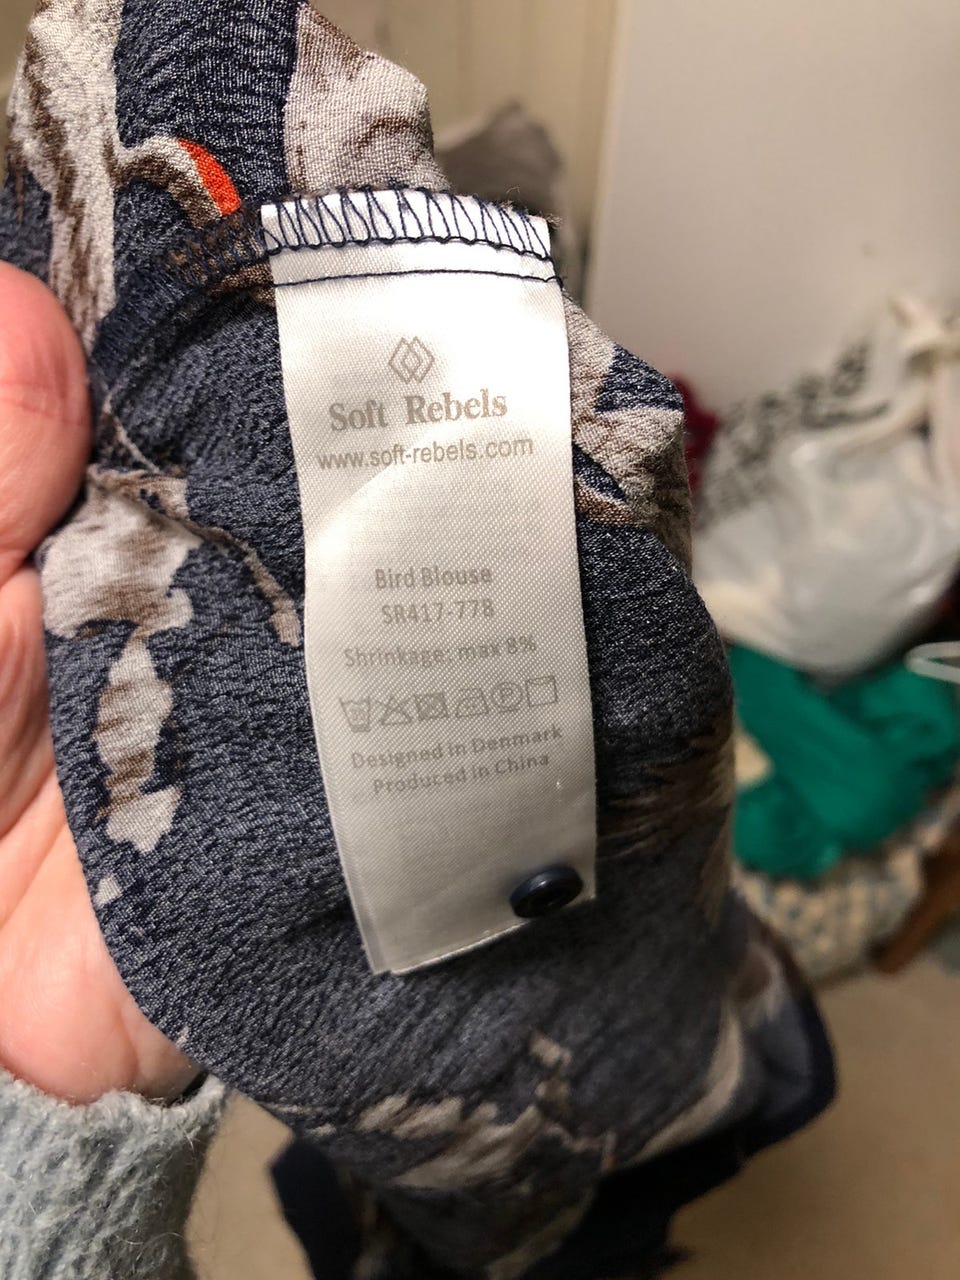 Soft Rebels
www.soft-rebels.com
Bird Blouse
SR417-778
Shrinkage: max 8%
Designed in Denmark
Produced in China